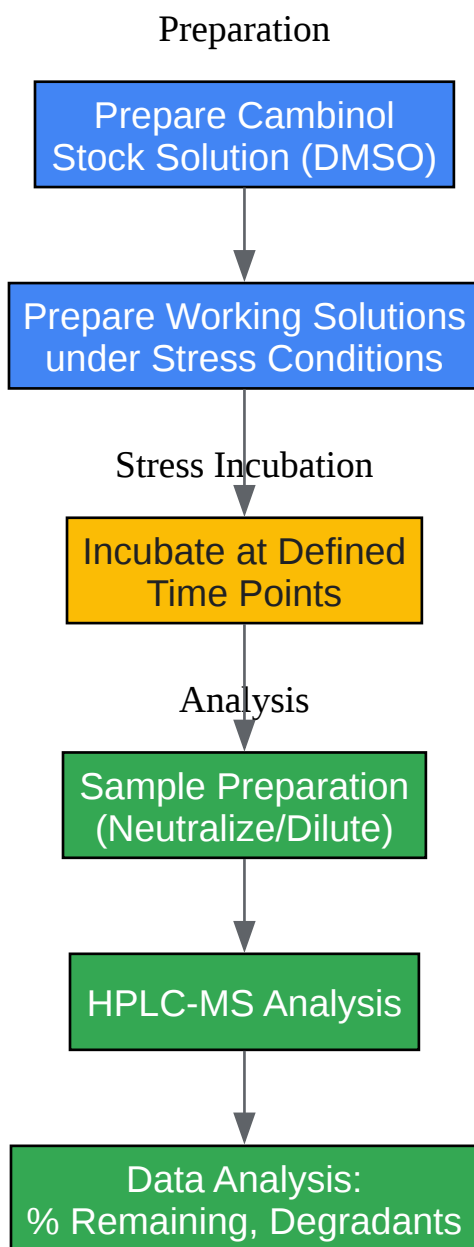 Preparation
Prepare Cambinol
Stock Solution (DMSO)
Prepare Working Solutions
under Stress Conditions
Stress Incubation
Incubate at Defined
Time Points
Analysis
Sample Preparation
(Neutralize/Dilute)
HPLC-MS Analysis
Data Analysis:
% Remaining, Degradants